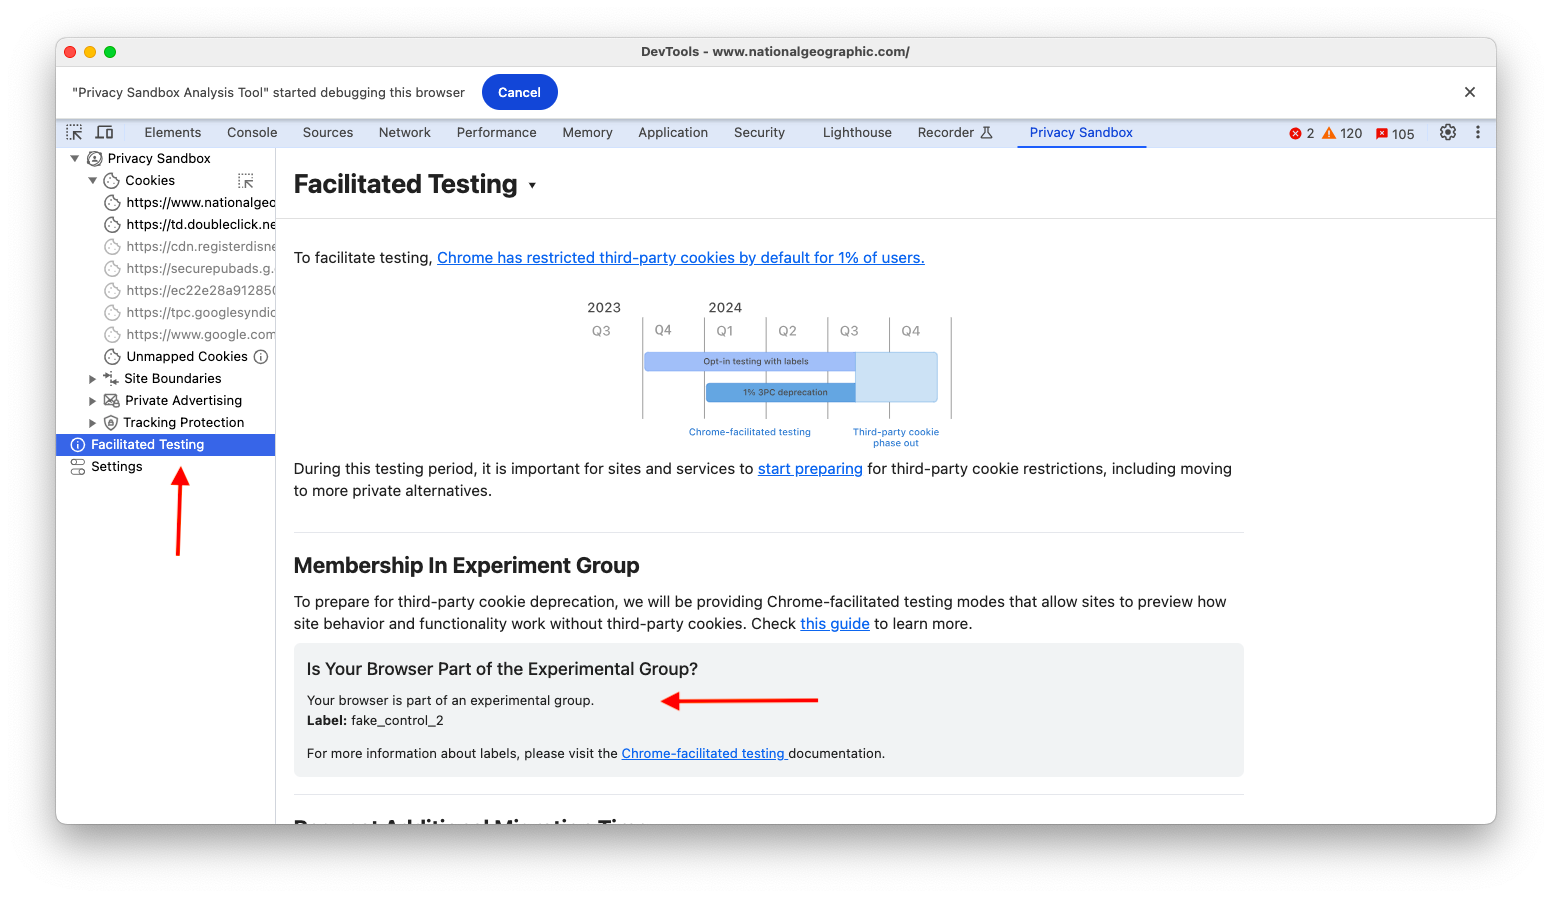 DevTools - www.nationalgeographic.com/
"Privacy Sandbox Analysis Tool" started debugging this browser
Cancel
Elements Console Sources Network Performance Memory Application Security Lighthouse Recorder Privacy Sandbox 2 120 105
Privacy Sandbox
Cookies
https://www.nationalgeo
https://td.doubleclick.ne
https://cdn.registerdisne
https://securepubads.g.
https://ec22e28a912850
https://tpc.googlesyndic
https://www.google.com
Unmapped Cookies
Site Boundaries
Private Advertising
Tracking Protection
Facilitated Testing
Settings
Facilitated Testing
To facilitate testing, Chrome has restricted third-party cookies by default for 1% of users.
2023 2024
Q3 Q4 Q1 Q2 Q3 Q4
Opt-in testing with labels
1% 3PC deprecation
Chrome-facilitated testing
Third-party cookie
phase out
During this testing period, it is important for sites and services to start preparing for third-party cookie restrictions, including moving
to more private alternatives.
Membership In Experiment Group
To prepare for third-party cookie deprecation, we will be providing Chrome-facilitated testing modes that allow sites to preview how
site behavior and functionality work without third-party cookies. Check this guide to learn more.
Is Your Browser Part of the Experimental Group?
Your browser is part of an experimental group.
Label: fake_control_2
For more information about labels, please visit the Chrome-facilitated testing documentation.
Request Additional Migration Time